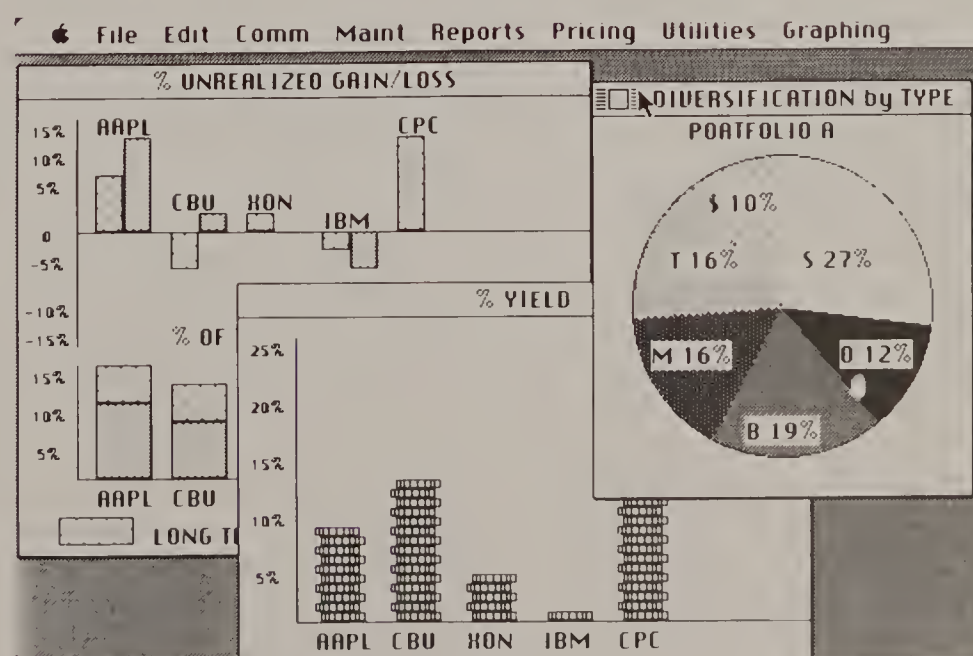 File Edit Comm Maint Reports Pricing Utilities Graphing
% UNREALIZED GAIN/LOSS
15%
10%
5%
0
-5%
-10%
-15%
AAPL
CBU
XON
IBM
CPC
% OF
15%
10%
5%
AAPL CBU
LONG TE
% YIELD
25%
20%
15%
10%
5%
AAPL CBU XON IBM CPC
DIVERSIFICATION by TYPE
PORTFOLIO A
$ 10%
T 16% S 27%
M 16% O 12%
B 19%